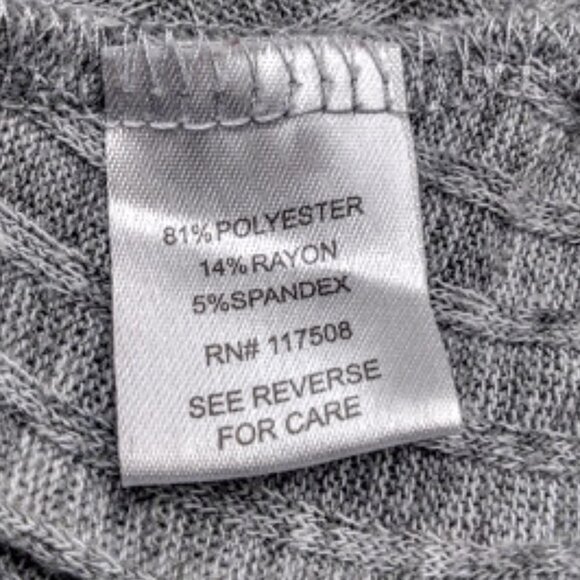 81%POLYESTER
14%RAYON
5%SPANDEX
RN# 117508
SEE REVERSE
FOR CARE